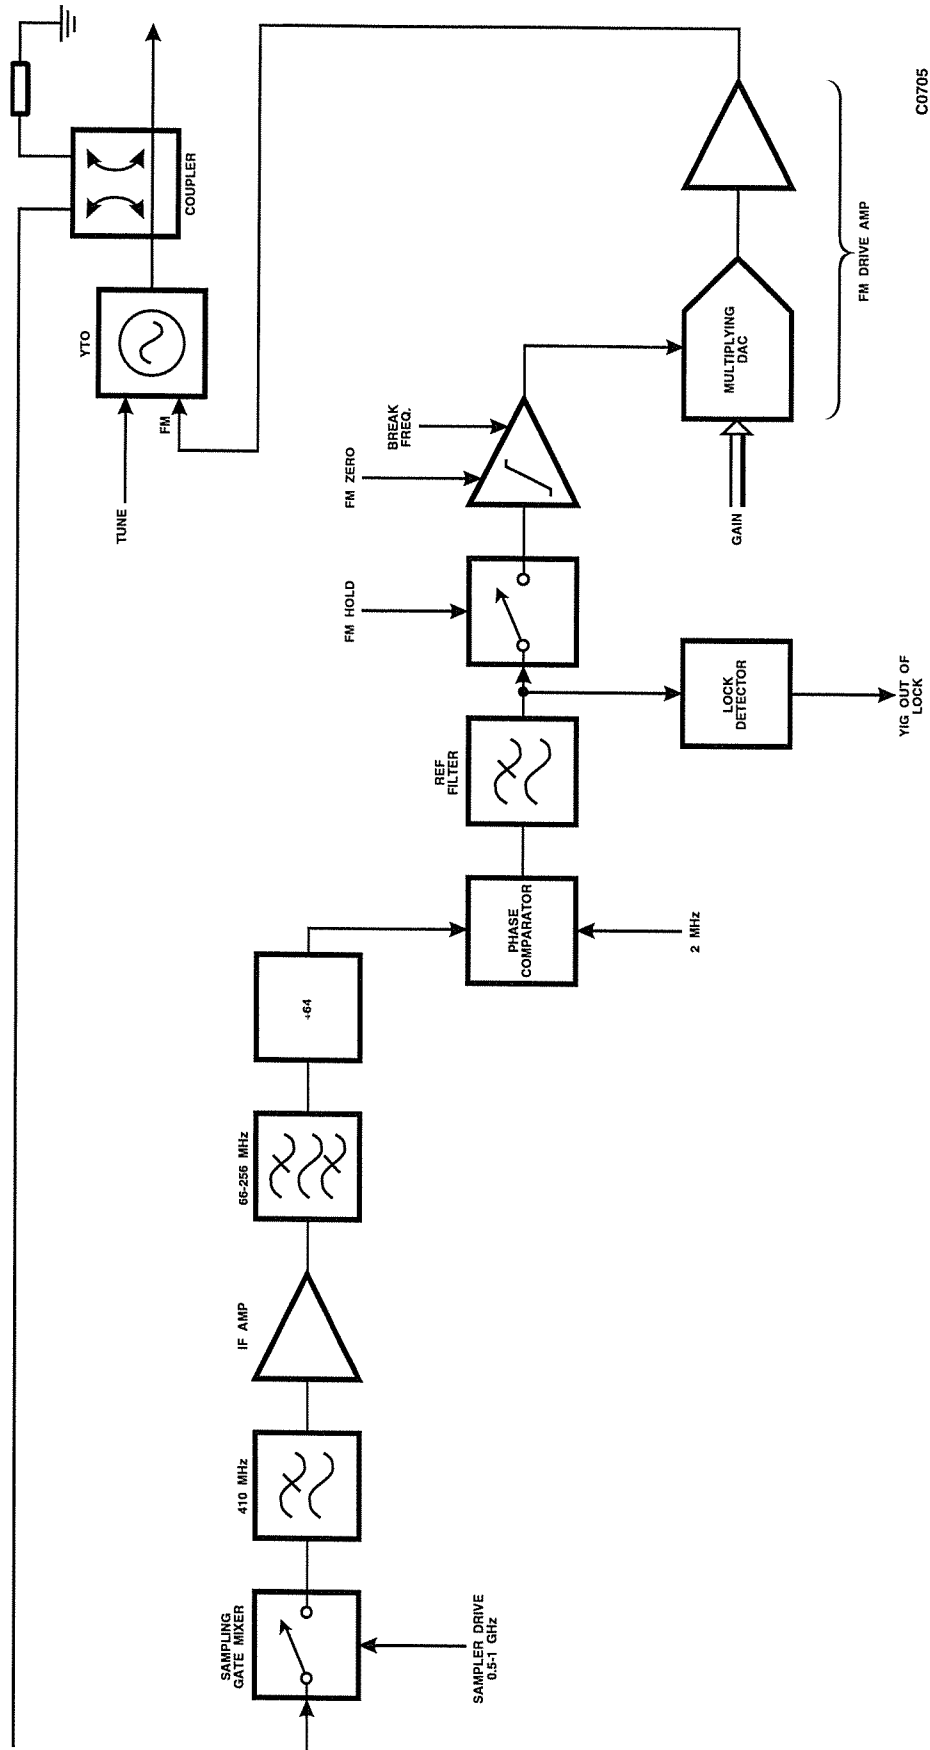 YTO
COUPLER
TUNE
FM
SAMPLING
GATE MIXER
410 MHz
IF AMP
66-256 MHz
+64
SAMPLER DRIVE
0.5-1 GHz
PHASE
COMPARATOR
2 MHz
REF
FILTER
FM HOLD
FM ZERO
BREAK
FREQ.
LOCK
DETECTOR
YIG OUT OF
LOCK
MULTIPLYING
DAC
GAIN
FM DRIVE AMP
C0705